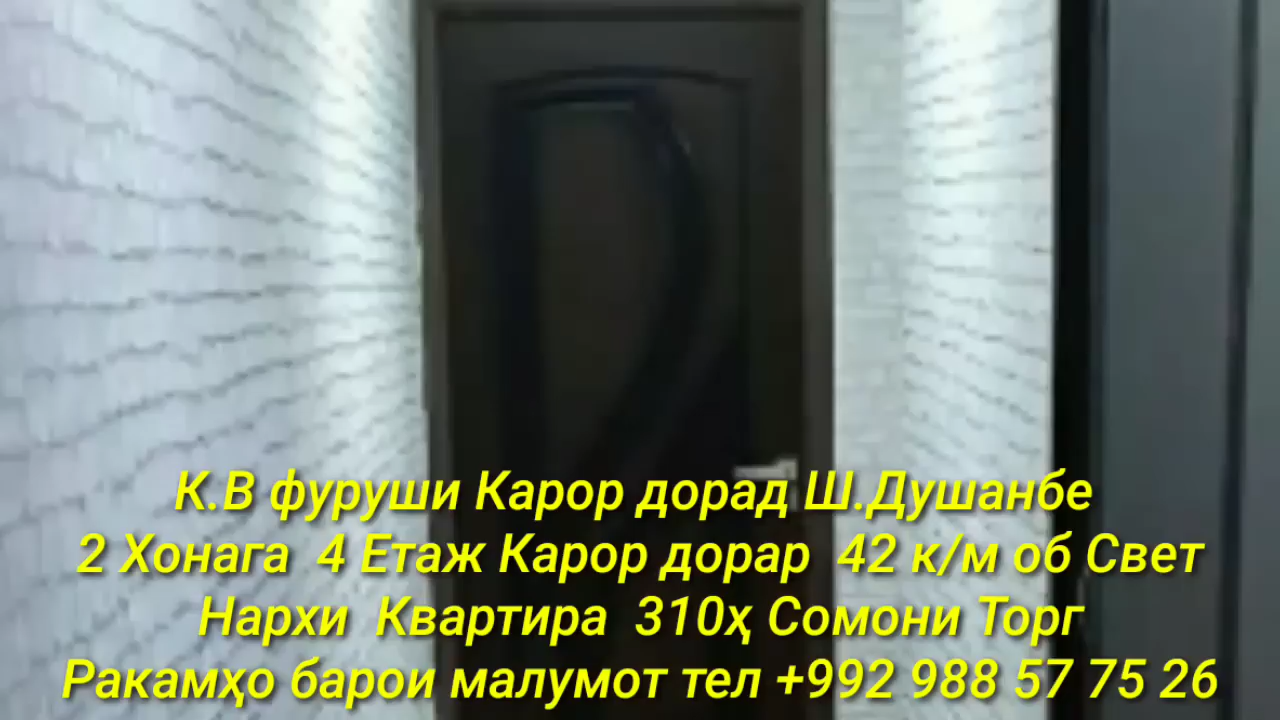 К.В фуруши Карор дорад Ш.Душанбе
2 Хонага 4 Етаж Карор дорар 42 к/м об Свет
Нархи Квартира 310ҳ Сомони Торг
Ракамҳо барои малумот тел +992 988 57 75 26